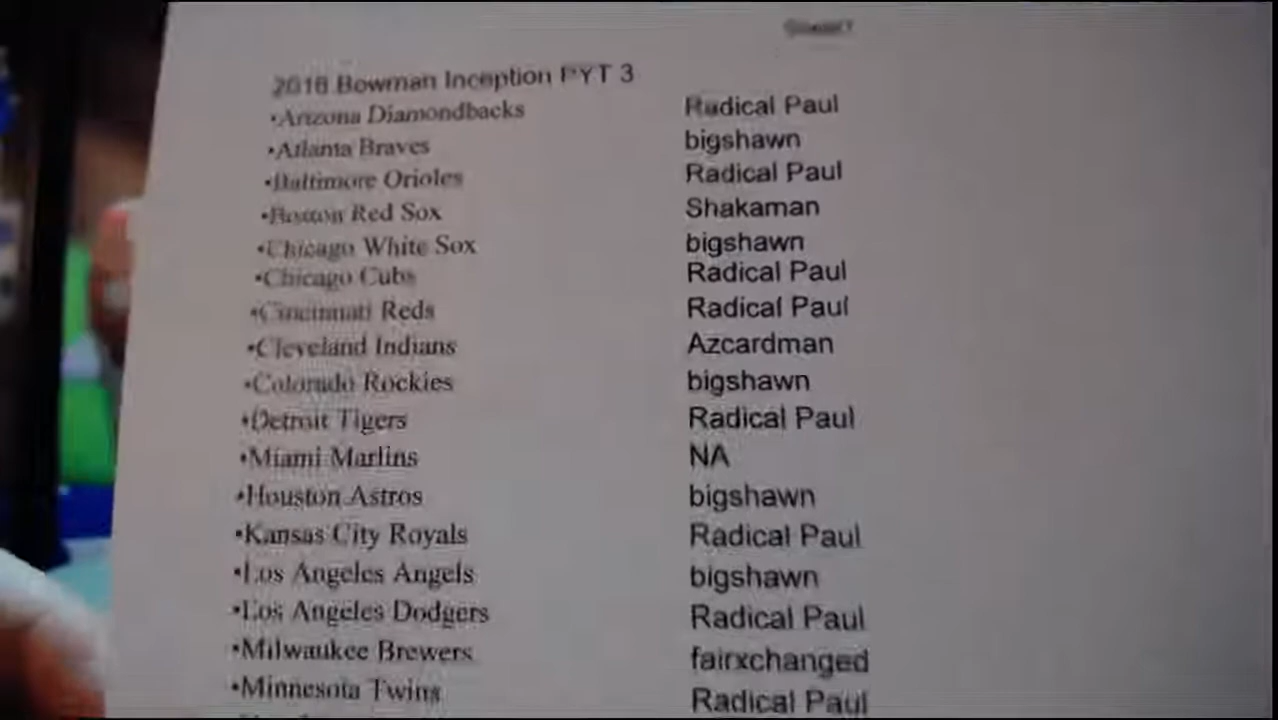 2016 Bowman Inception PYT 3
•Arizona Diamondbacks Radical Paul
•Atlanta Braves bigshawn
•Baltimore Orioles Radical Paul
•Boston Red Sox Shakaman
•Chicago White Sox bigshawn
•Chicago Cubs Radical Paul
•Cincinnati Reds Radical Paul
•Cleveland Indians Azcardman
•Colorado Rockies bigshawn
•Detroit Tigers Radical Paul
•Miami Marlins NA
•Houston Astros bigshawn
•Kansas City Royals Radical Paul
•Los Angeles Angels bigshawn
•Los Angeles Dodgers Radical Paul
•Milwaukee Brewers fairxchanged
•Minnesota Twins Radical Paul